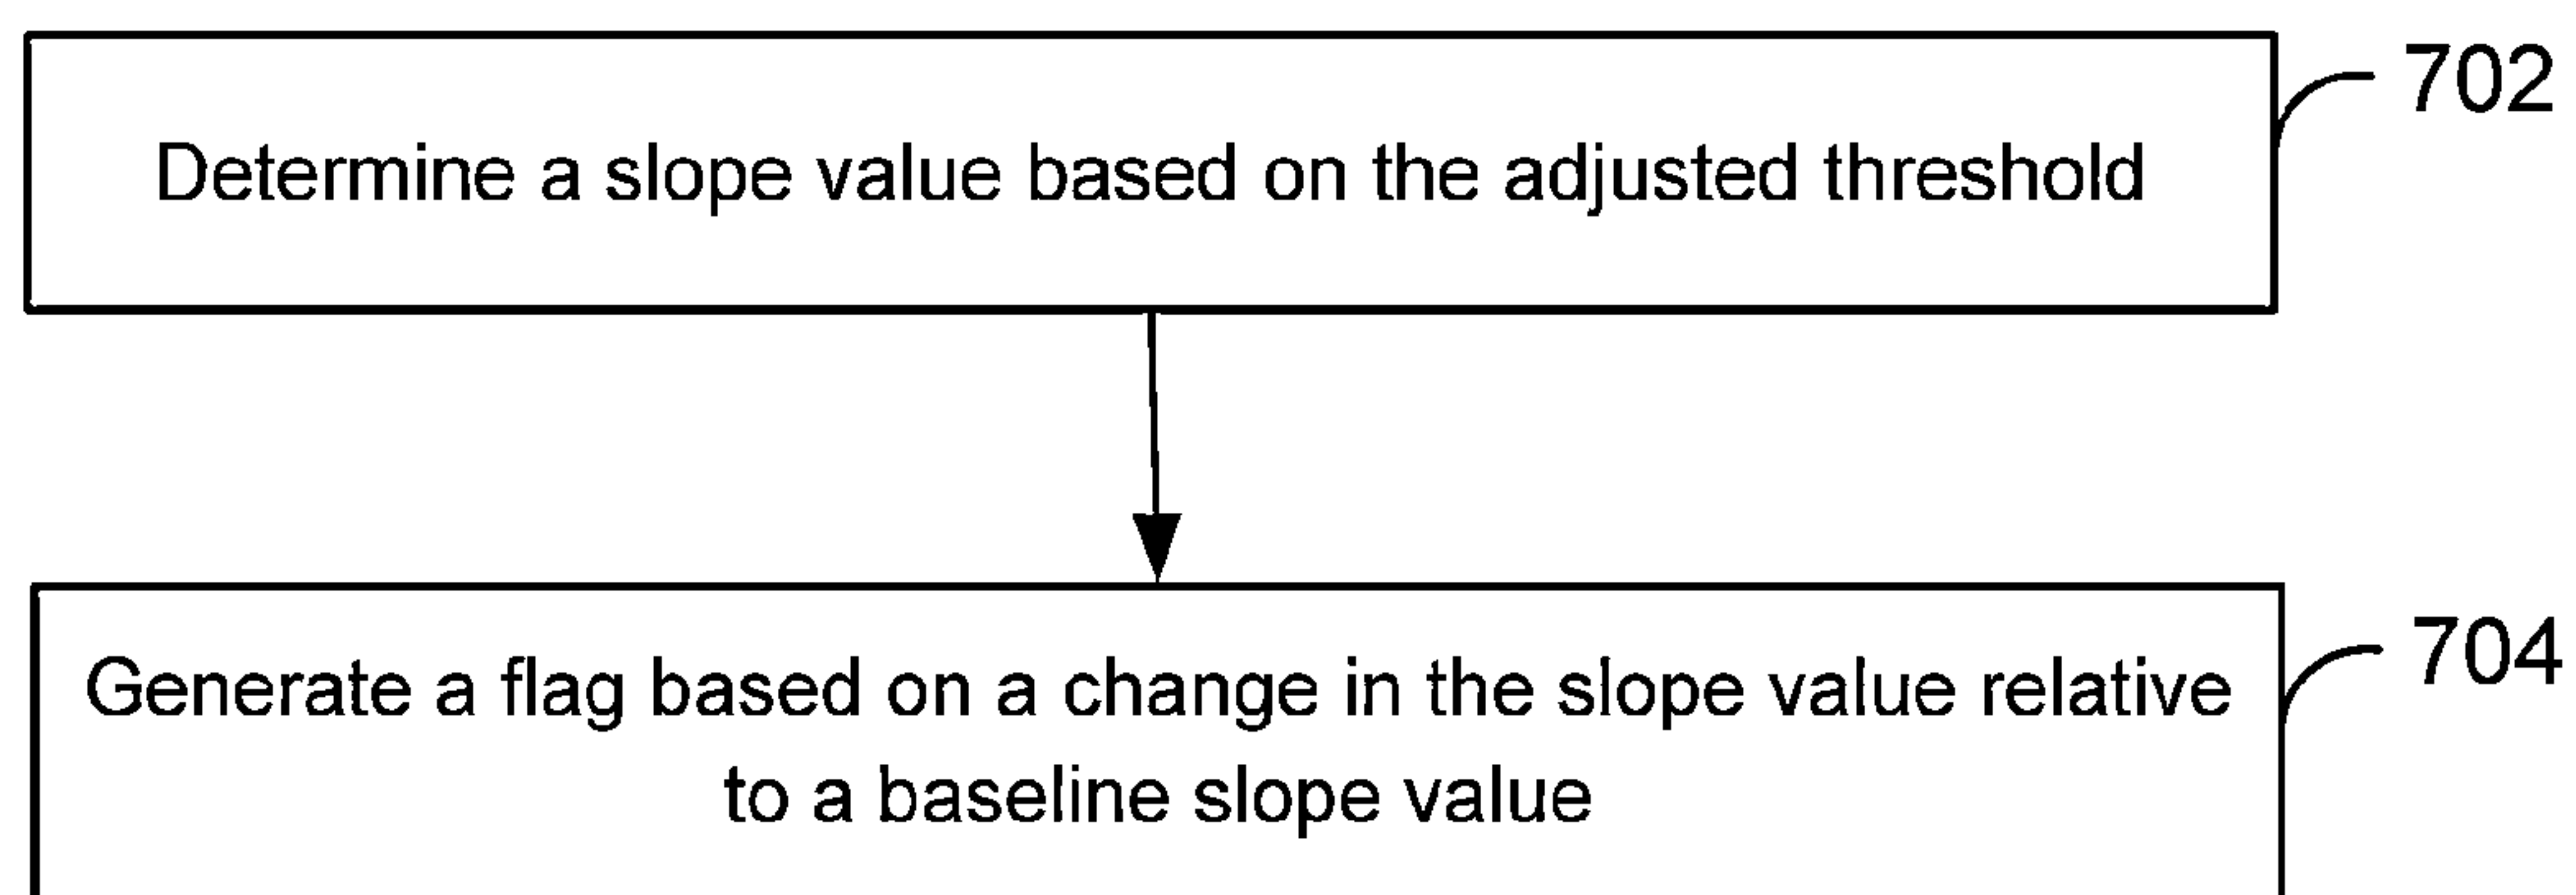 702
Determine a slope value based on the adjusted threshold
704
Generate a flag based on a change in the slope value relative
to a baseline slope value